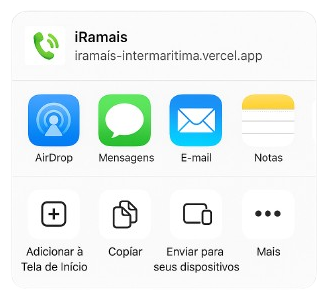 iRamais
iramais-intermaritima.vercel.app
AirDrop
Mensagens
E-mail
Notas
Adicionar à
Tela de Início
Copiar
Enviar para
seus dispositivos
Mais